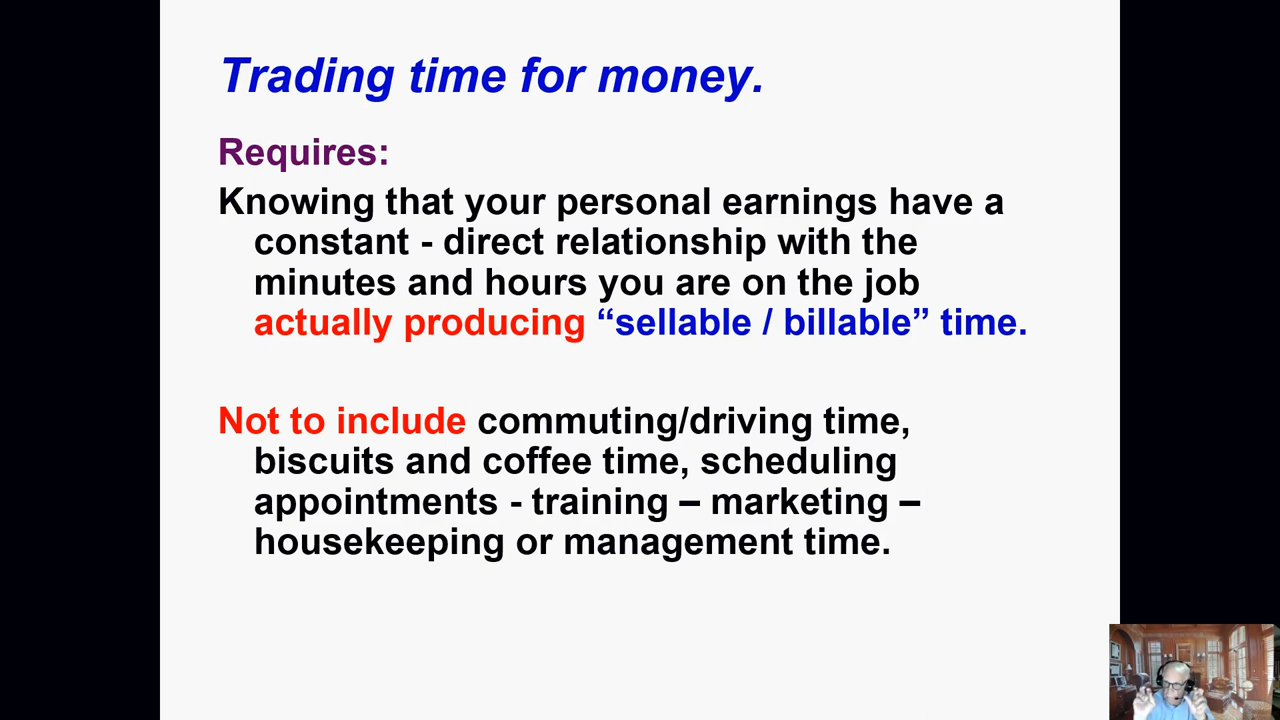 Trading time for money.
Requires:
Knowing that your personal earnings have a
constant - direct relationship with the
minutes and hours you are on the job
actually producing “sellable / billable” time.
Not to include commuting/driving time,
biscuits and coffee time, scheduling
appointments - training – marketing –
housekeeping or management time.